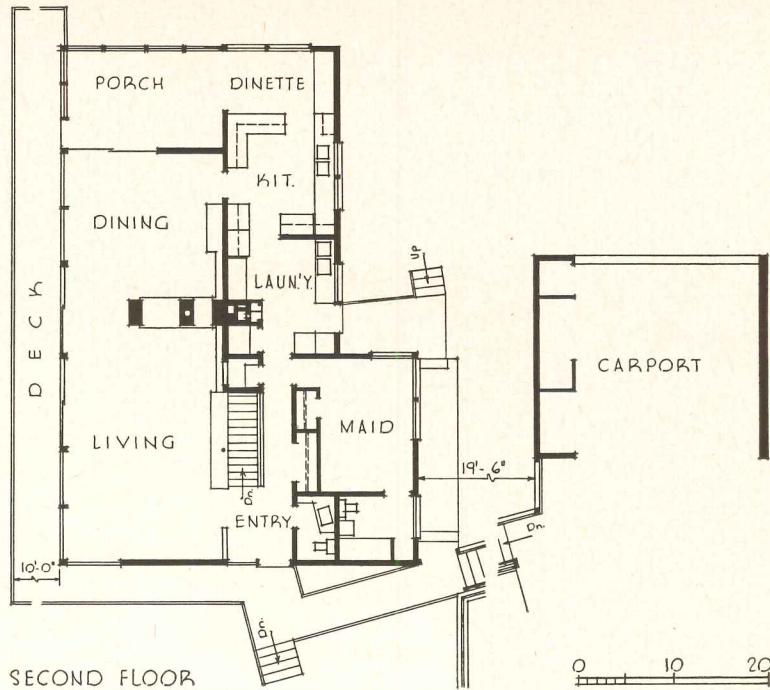 PORCH
DINETTE
KIT.
DINING
LAUN'Y.
UP
DECK
CARPORT
LIVING
MAID
19'-6"
Dn.
ENTRY
Dn.
10'-0"
Dn.
SECOND FLOOR
0 10 20